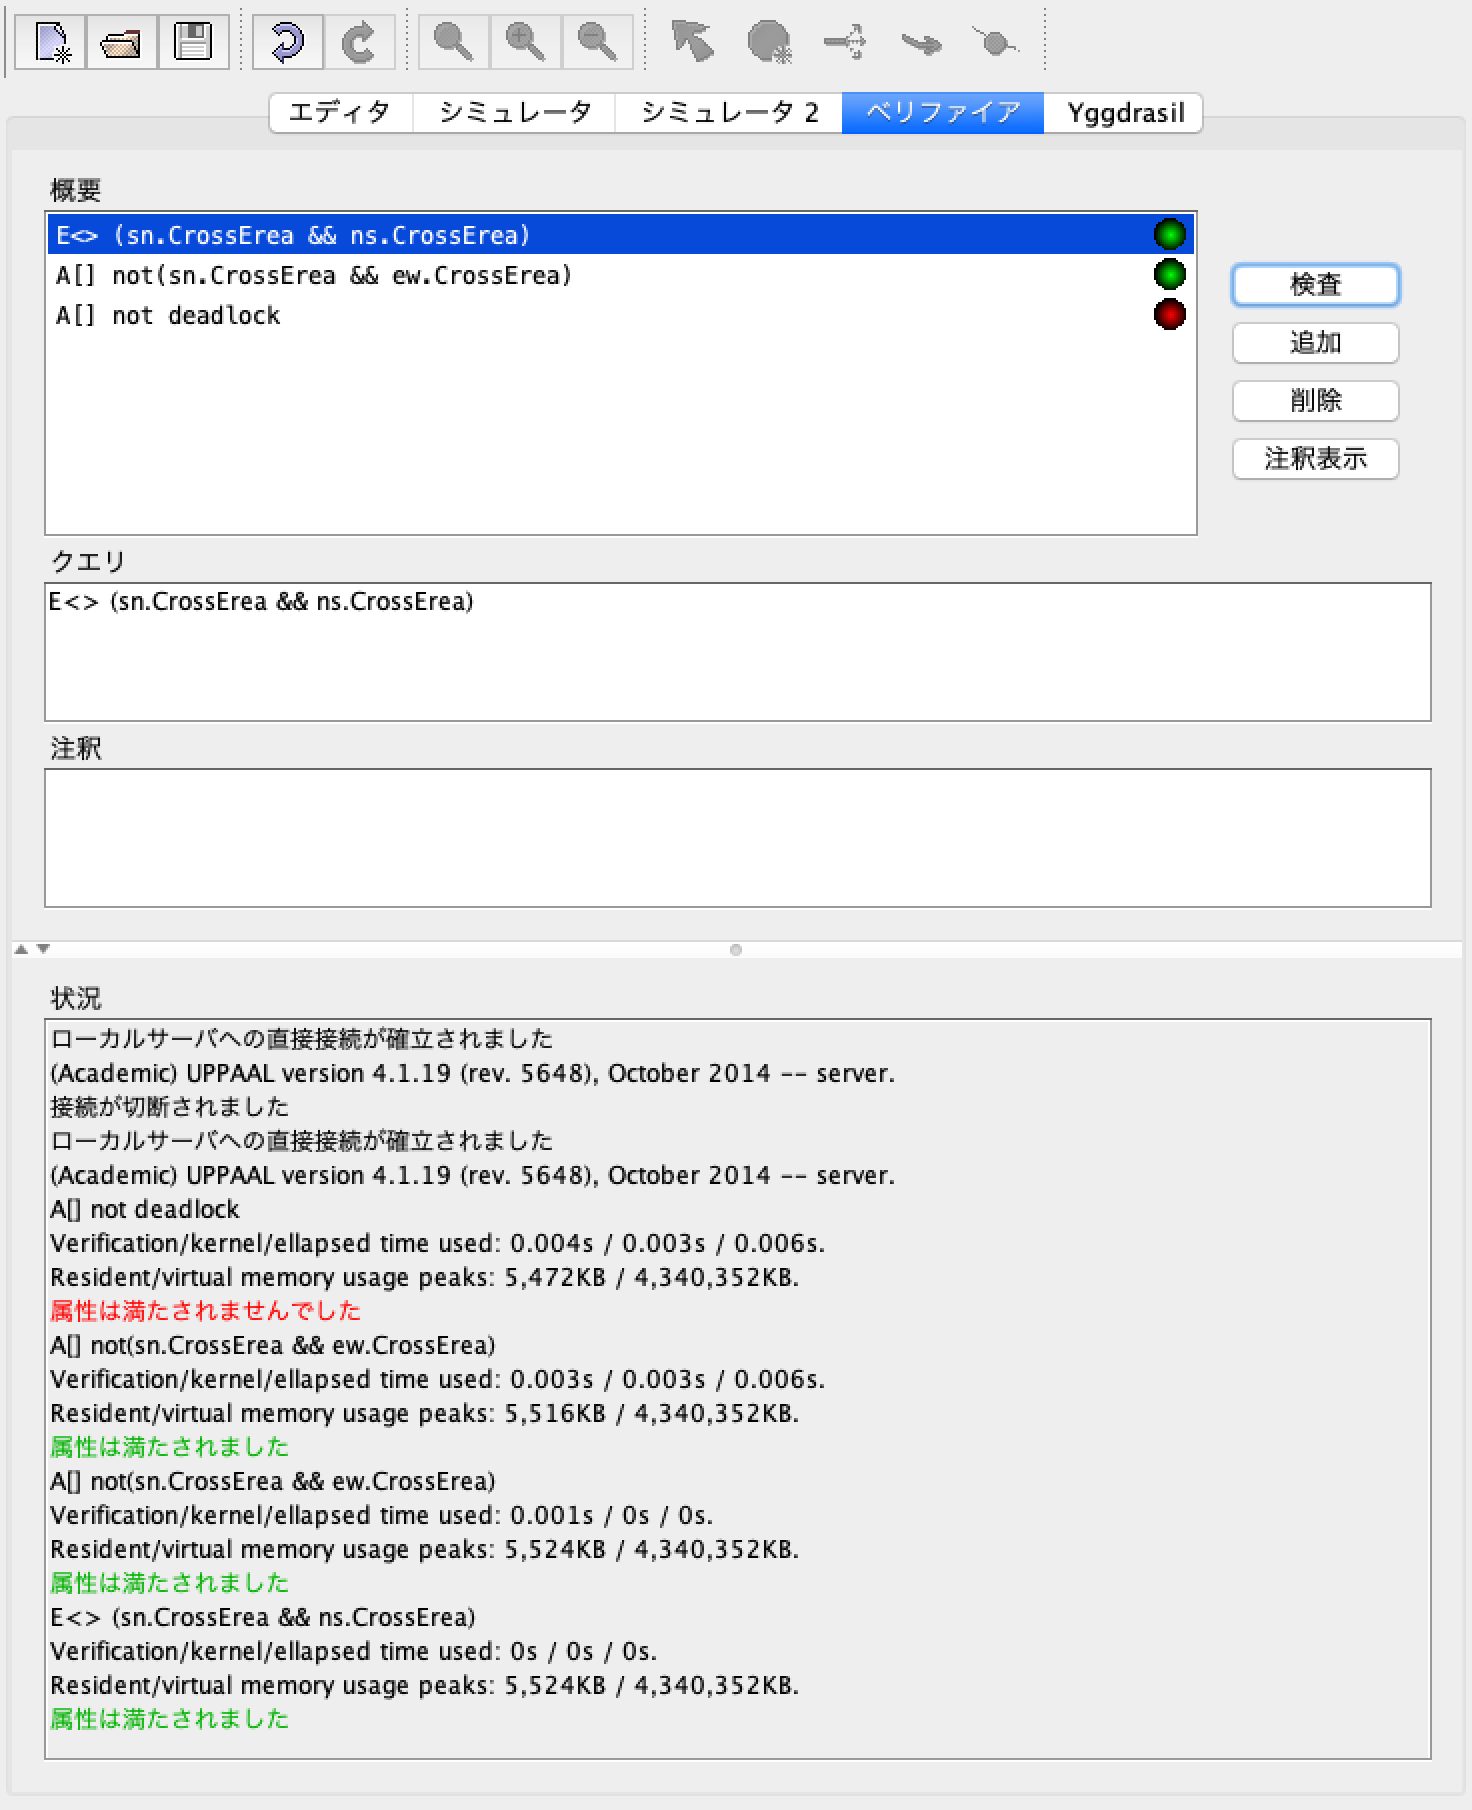 エディタ シミュレータ シミュレータ 2 ベリファイア Yggdrasil
概要
E<> (sn.CrossErea && ns.CrossErea)
A[] not(sn.CrossErea && ew.CrossErea)
A[] not deadlock
検査
追加
削除
注釈表示
クエリ
E<> (sn.CrossErea && ns.CrossErea)
注釈
状況
ローカルサーバへの直接接続が確立されました
(Academic) UPPAAL version 4.1.19 (rev. 5648), October 2014 -- server.
接続が切断されました
ローカルサーバへの直接接続が確立されました
(Academic) UPPAAL version 4.1.19 (rev. 5648), October 2014 -- server.
A[] not deadlock
Verification/kernel/ellapsed time used: 0.004s / 0.003s / 0.006s.
Resident/virtual memory usage peaks: 5,472KB / 4,340,352KB.
属性は満たされませんでした
A[] not(sn.CrossErea && ew.CrossErea)
Verification/kernel/ellapsed time used: 0.003s / 0.003s / 0.006s.
Resident/virtual memory usage peaks: 5,516KB / 4,340,352KB.
属性は満たされました
A[] not(sn.CrossErea && ew.CrossErea)
Verification/kernel/ellapsed time used: 0.001s / 0s / 0s.
Resident/virtual memory usage peaks: 5,524KB / 4,340,352KB.
属性は満たされました
E<> (sn.CrossErea && ns.CrossErea)
Verification/kernel/ellapsed time used: 0s / 0s / 0s.
Resident/virtual memory usage peaks: 5,524KB / 4,340,352KB.
属性は満たされました